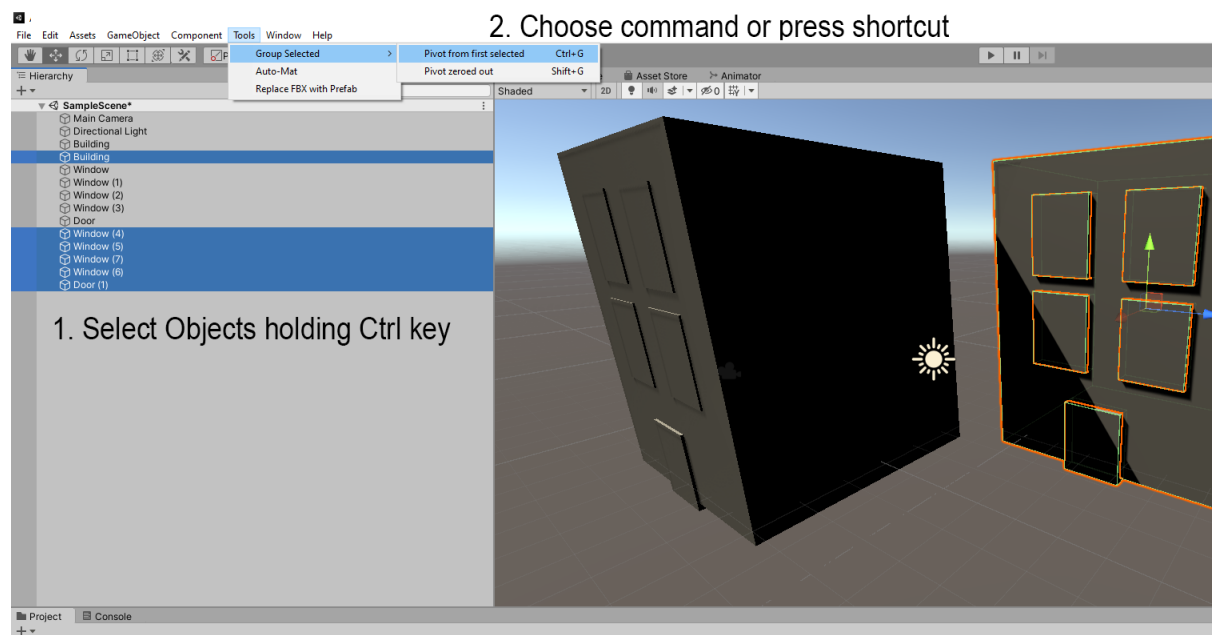 2. Choose command or press shortcut
File Edit Assets GameObject Component Tools Window Help
Group Selected >
Auto-Mat
Replace FBX with Prefab
Pivot from first selected Ctrl+G
Pivot zeroed out Shift+G
Hierarchy
Asset Store Animator
Shaded 2D 0
SampleScene*
Main Camera
Directional Light
Building
Building
Window
Window (1)
Window (2)
Window (3)
Door
Window (4)
Window (5)
Window (7)
Window (6)
Door (1)
1. Select Objects holding Ctrl key
Project Console